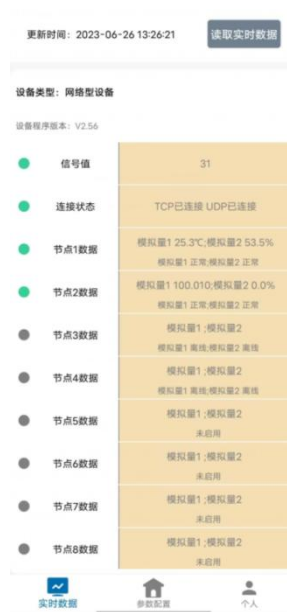 更新时间：2023-06-26 13:26:21
读取实时数据
设备类型：网络型设备
设备程序版本：V2.56
信号值
31
连接状态
TCP已连接 UDP已连接
节点1数据
模拟量1 25.3℃;模拟量2 53.5%
模拟量1 正常;模拟量2 正常
节点2数据
模拟量1 100.010;模拟量2 0.0%
模拟量1 正常;模拟量2 正常
节点3数据
模拟量1 ;模拟量2
模拟量1 离线;模拟量2 离线
节点4数据
模拟量1 ;模拟量2
模拟量1 离线;模拟量2 离线
节点5数据
模拟量1 ;模拟量2
未启用
节点6数据
模拟量1 ;模拟量2
未启用
节点7数据
模拟量1 ;模拟量2
未启用
节点8数据
模拟量1 ;模拟量2
未启用
实时数据
参数配置
个人